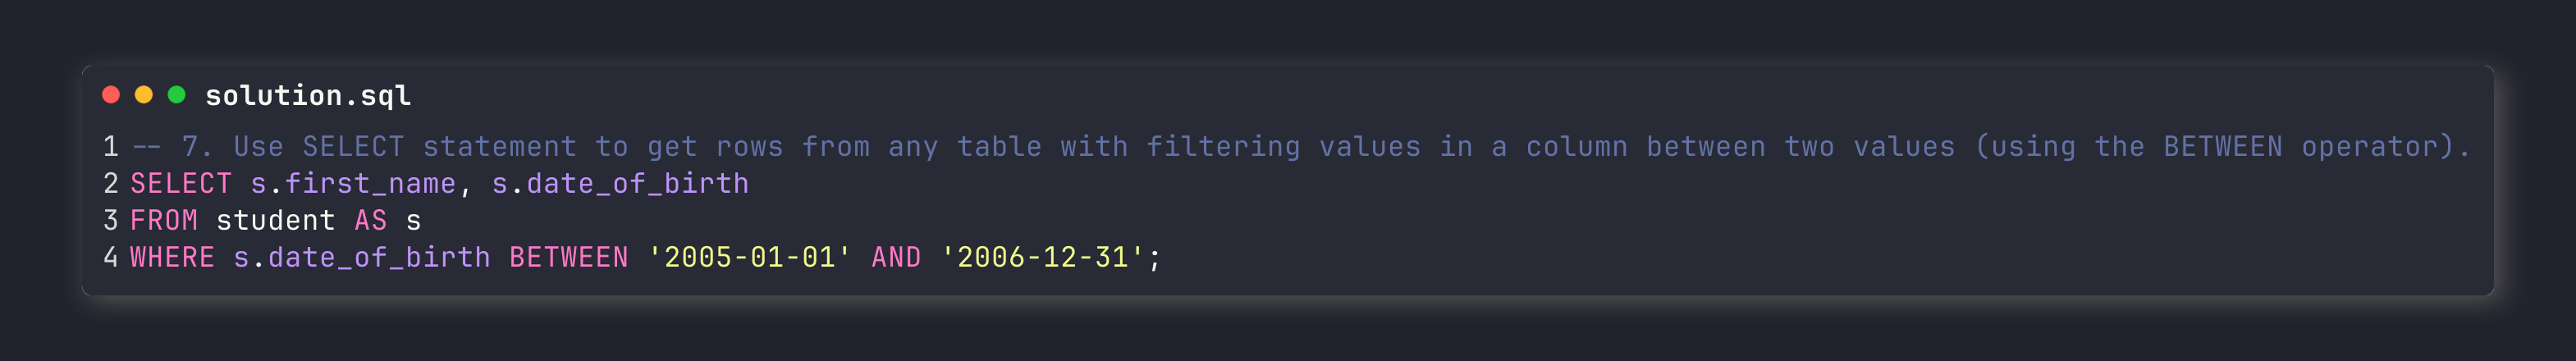 solution.sql
1 -- 7. Use SELECT statement to get rows from any table with filtering values in a column between two values (using the BETWEEN operator).
2 SELECT s.first_name, s.date_of_birth
3 FROM student AS s
4 WHERE s.date_of_birth BETWEEN '2005-01-01' AND '2006-12-31';